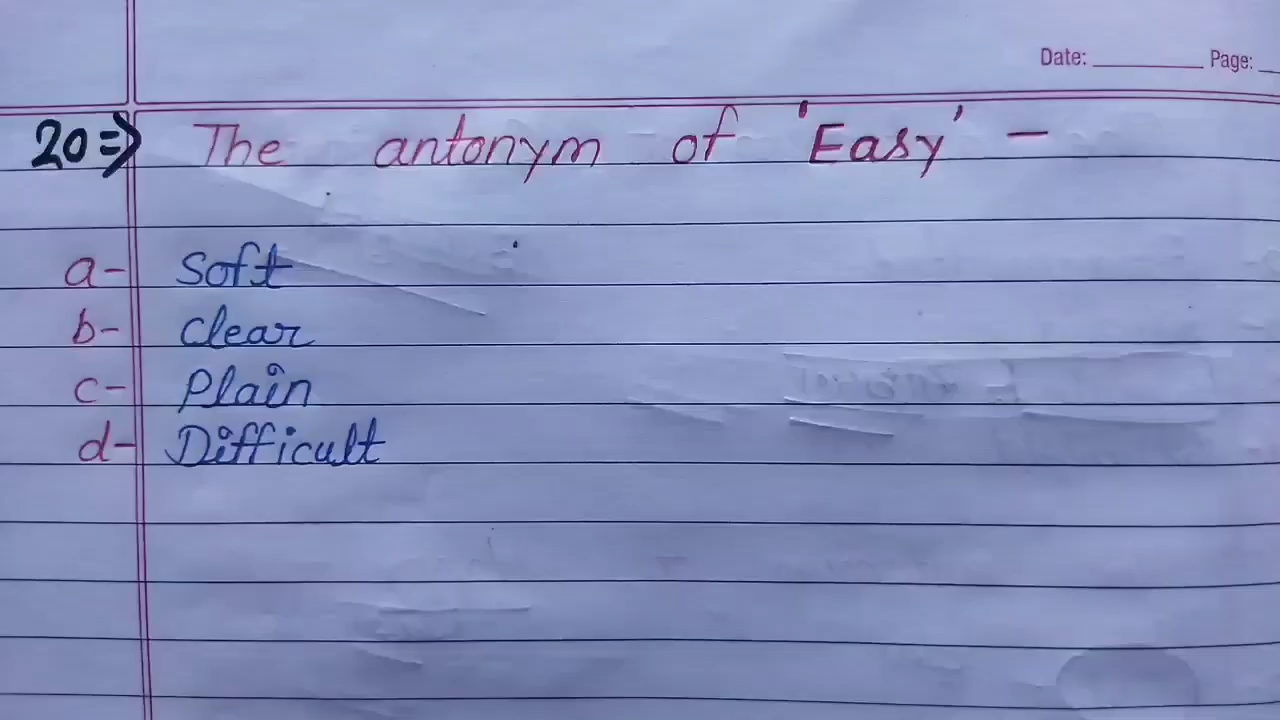 Date: Page:
20⇒ The antonym of 'Easy' -
a- Soft
b- Clear
c- Plain
d- Difficult